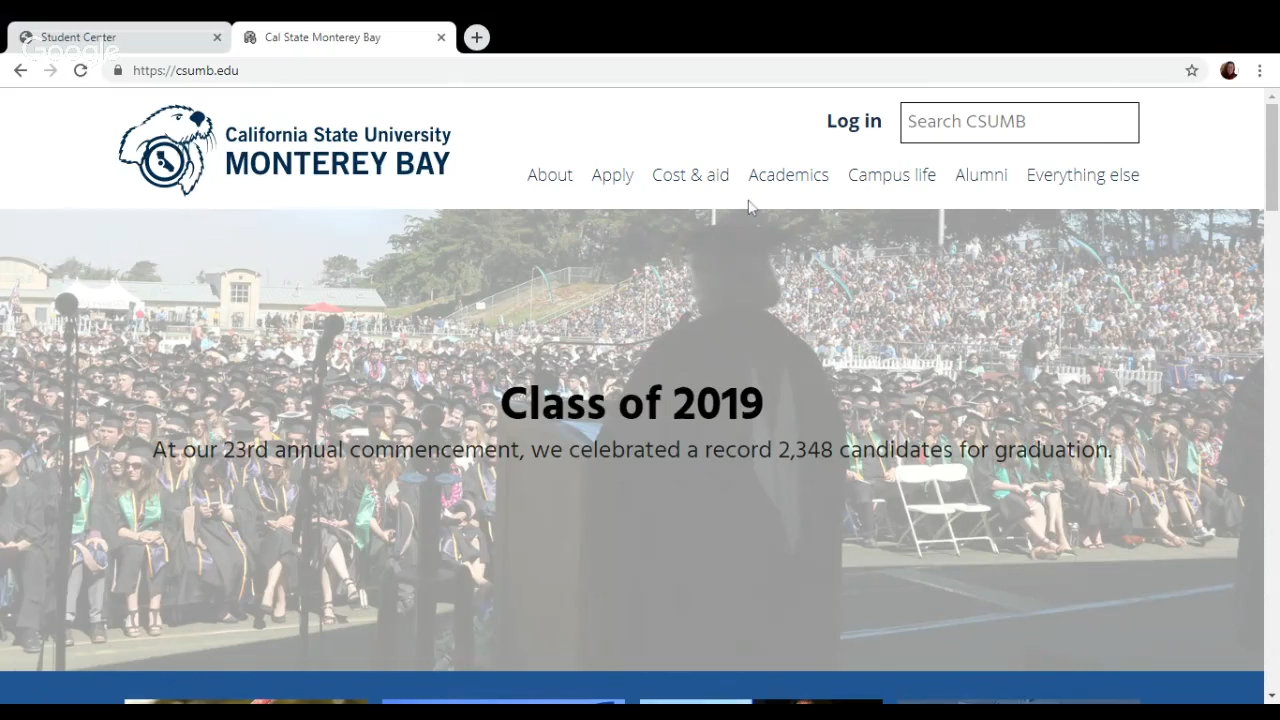 Student Center
Cal State Monterey Bay
Google
https://csumb.edu
California State University
MONTEREY BAY
Log in
Search CSUMB
About
Apply
Cost & aid
Academics
Campus life
Alumni
Everything else
Class of 2019
At our 23rd annual commencement, we celebrated a record 2,348 candidates for graduation.